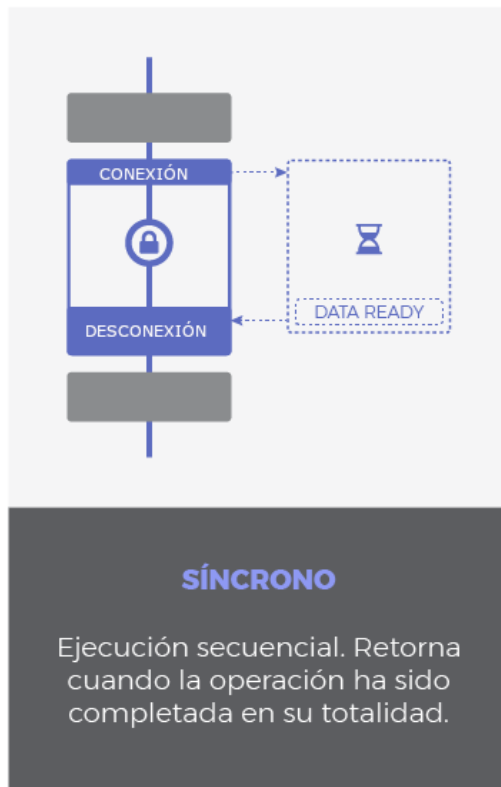 CONEXIÓN
DATA READY
DESCONEXIÓN
SÍNCRONO
Ejecución secuencial. Retorna
cuando la operación ha sido
completada en su totalidad.